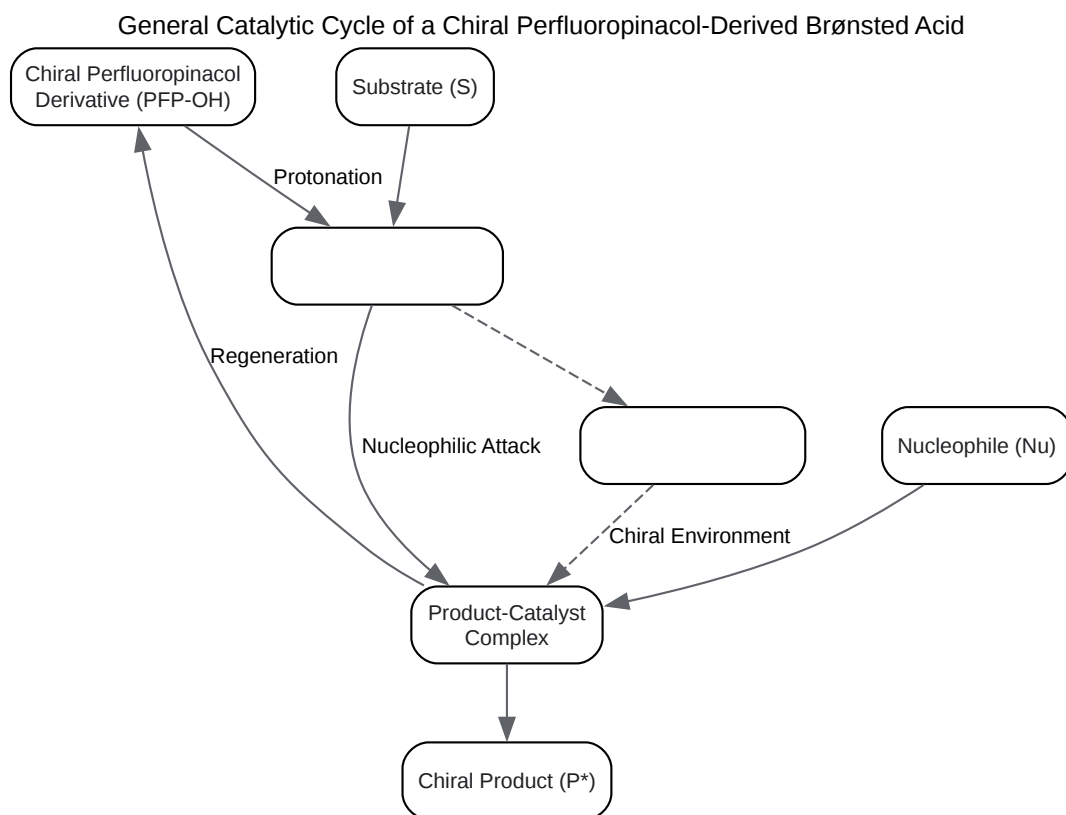 General Catalytic Cycle of a Chiral Perfluoropinacol-Derived Brønsted Acid
Chiral Perfluoropinacol
Derivative (PFP-OH)
Substrate (S)
Protonation
Regeneration
Nucleophilic Attack
Nucleophile (Nu)
Chiral Environment
Product-Catalyst
Complex
Chiral Product (P*)